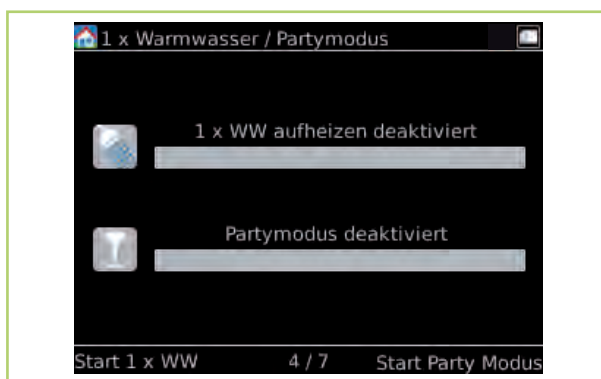 1 x Warmwasser / Partymodus
1 x WW aufheizen deaktiviert
Partymodus deaktiviert
Start 1 x WW 4 / 7 Start Party Modus